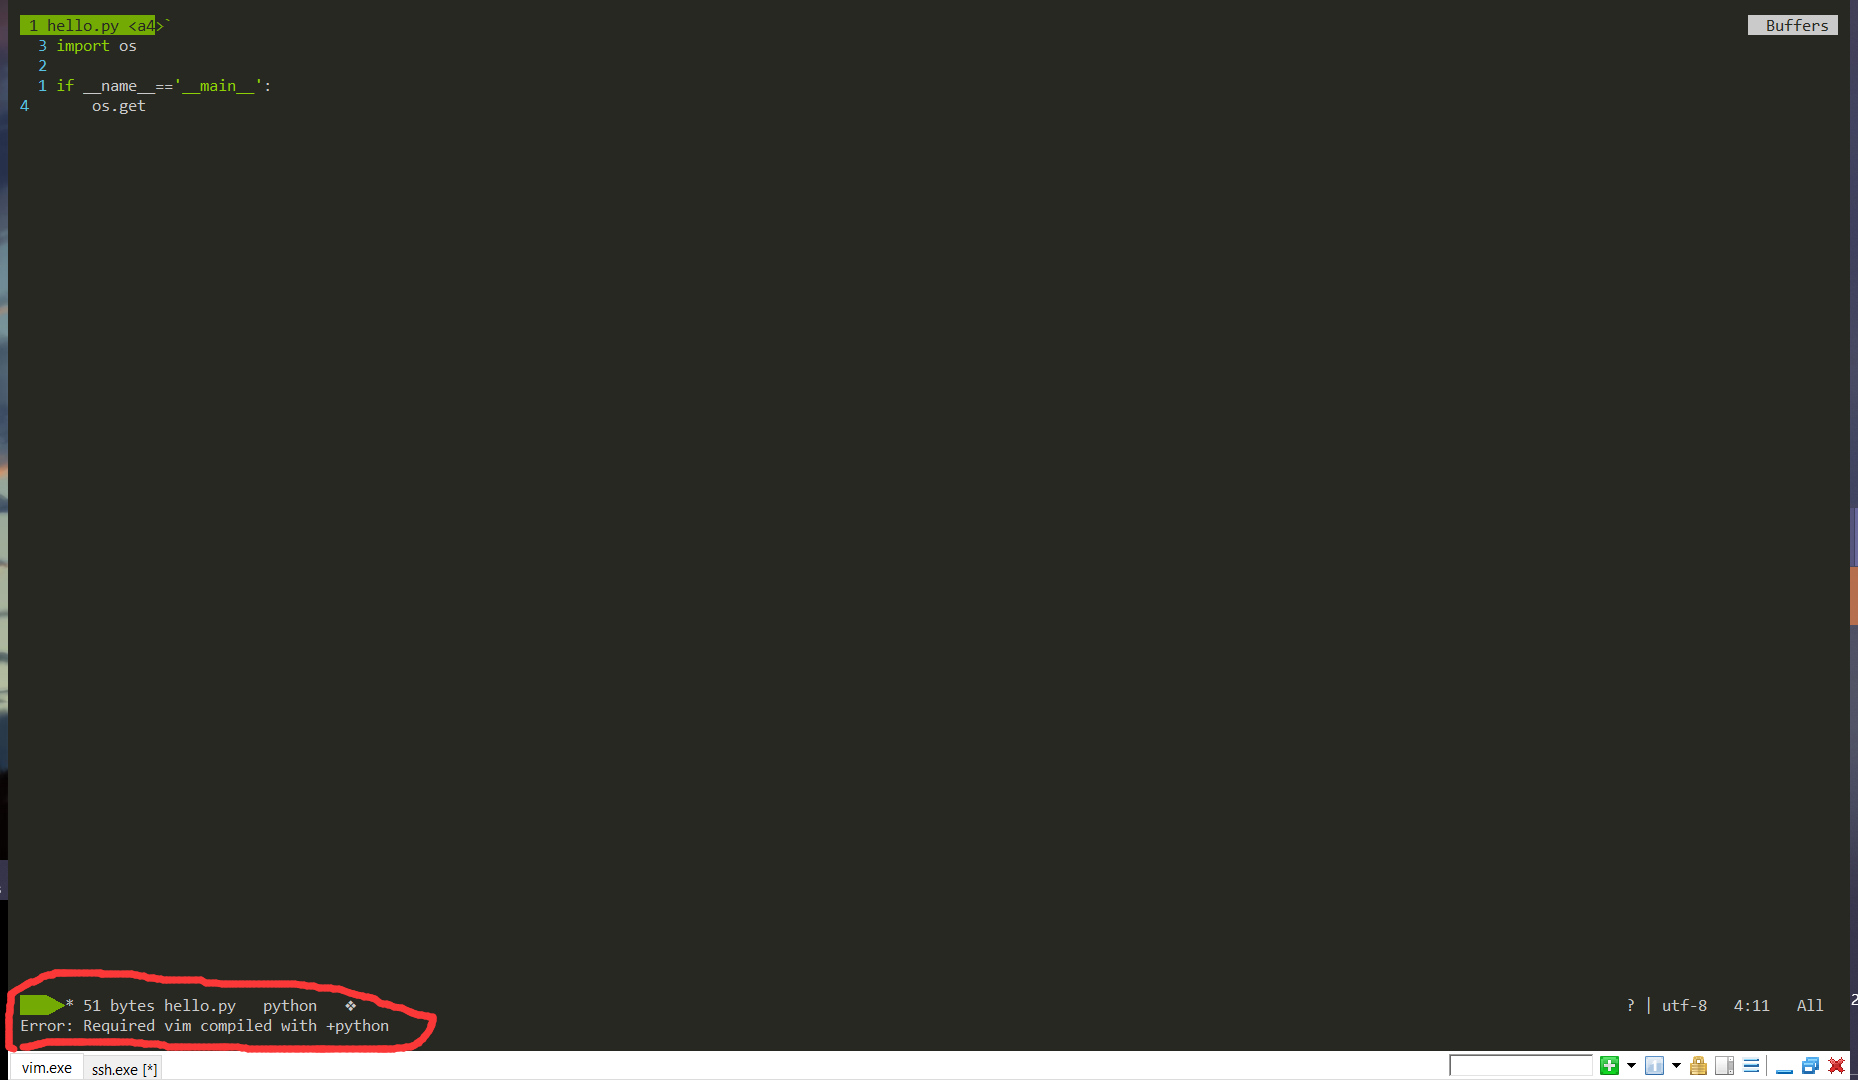 1 hello.py <a4>`
Buffers
3 import os
2
1 if __name__=='__main__':
4 os.get
* 51 bytes hello.py python ❖
? | utf-8 4:11 All
Error: Required vim compiled with +python
vim.exe ssh.exe [*]